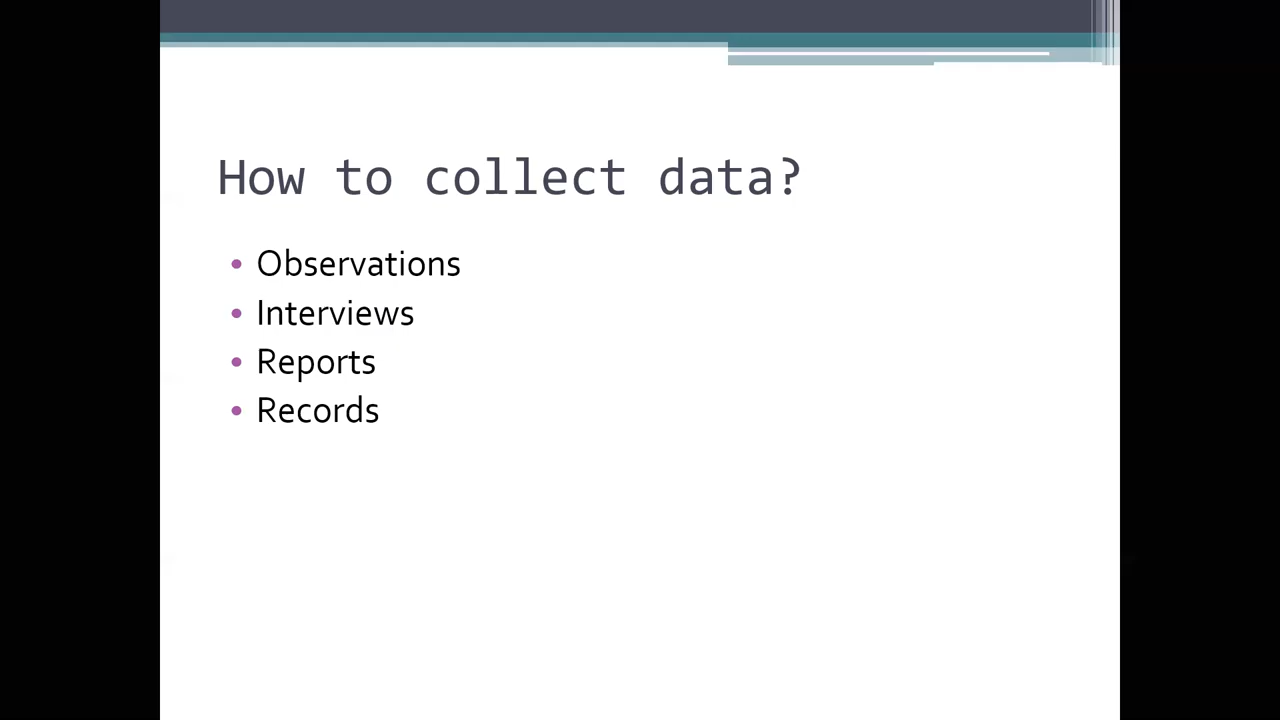 How to collect data?
• Observations
• Interviews
• Reports
• Records